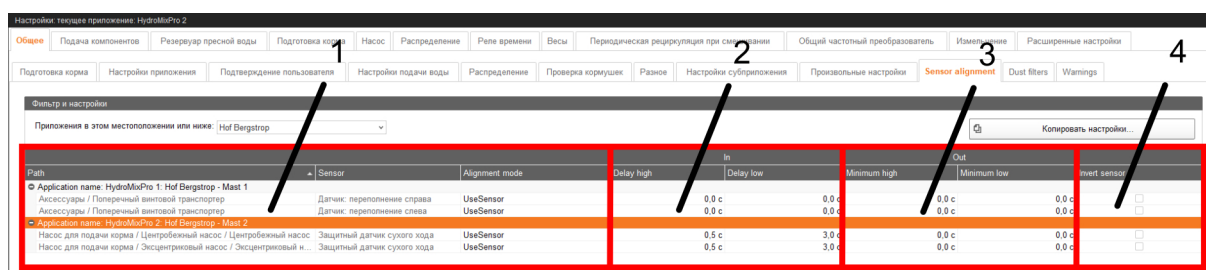 Настройки: текущее приложение: HydroMixPro 2
Общее Подача компонентов Резервуар пресной воды Подготовка корма Насос Распределение Реле времени Весы Периодическая рециркуляция при смешивании Общий частотный преобразователь Измельчение Расширенные настройки
1 2 3 4
Подготовка корма Настройки приложения Подтверждение пользователя Настройки подачи воды Распределение Проверка кормушек Разное Настройки субприложения Произвольные настройки Sensor alignment Dust filters Warnings
Фильтр и настройки
Приложения в этом местоположении или ниже: Hof Bergstrop Копировать настройки...
In Out
Path Sensor Alignment mode Delay high Delay low Minimum high Minimum low Invert sensor
Application name: HydroMixPro 1: Hof Bergstrop - Mast 1
Аксессуары / Поперечный винтовой транспортер Датчик: переполнение справа UseSensor 0,0 с 0,0 с 0,0 с 0,0 с
Аксессуары / Поперечный винтовой транспортер Датчик: переполнение слева UseSensor 0,0 с 0,0 с 0,0 с 0,0 с
Application name: HydroMixPro 2: Hof Bergstrop - Mast 2
Насос для подачи корма / Центробежный насос / Центробежный насос Защитный датчик сухого хода UseSensor 0,5 с 3,0 с 0,0 с 0,0 с
Насос для подачи корма / Эксцентриковый насос / Эксцентриковый н... Защитный датчик сухого хода UseSensor 0,5 с 3,0 с 0,0 с 0,0 с